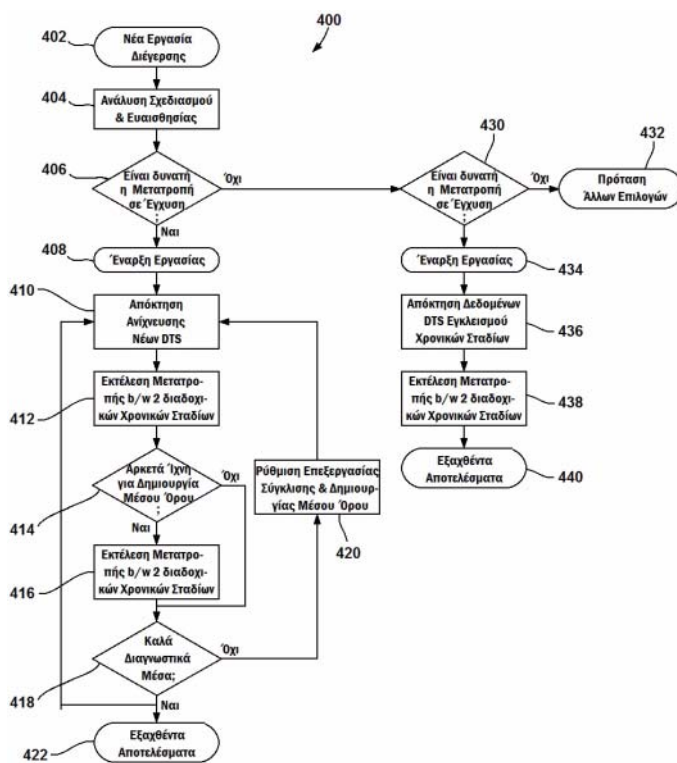 400
402
Νέα Εργασία
Διέγερσης
404
Ανάλυση Σχεδιασμού
& Ευαισθησίας
406
Είναι δυνατή
η Μετατροπή
σε Έγχυση
;
Όχι
Ναι
408
Έναρξη Εργασίας
410
Απόκτηση
Ανίχνευσης
Νέων DTS
412
Εκτέλεση Μετατρο-
πής b/w 2 διαδοχι-
κών Χρονικών Σταδίων
414
Αρκετά Ίχνή
για Δημιουργία
Μέσου Όρου
;
Όχι
Ναι
416
Εκτέλεση Μετατρο-
πής b/w 2 διαδοχι-
κών Χρονικών Σταδίων
418
Καλά
Διαγνωστικά
Μέσα;
Όχι
Ναι
420
Ρύθμιση Επεξεργασίας
Σύγκλισης & Δημιουρ-
γίας Μέσου Όρου
422
Εξαχθέντα
Αποτελέσματα
430
Είναι δυνατή
η Μετατροπή
σε Έγχυση
;
Όχι
Ναι
432
Πρόταση
Άλλων Επιλογών
434
Έναρξη Εργασίας
436
Απόκτηση Δεδομένων
DTS Εγκλεισμού
Χρονικών Σταδίων
438
Εκτέλεση Μετατρο-
πής b/w 2 διαδοχι-
κών Χρονικών Σταδίων
440
Εξαχθέντα
Αποτελέσματα